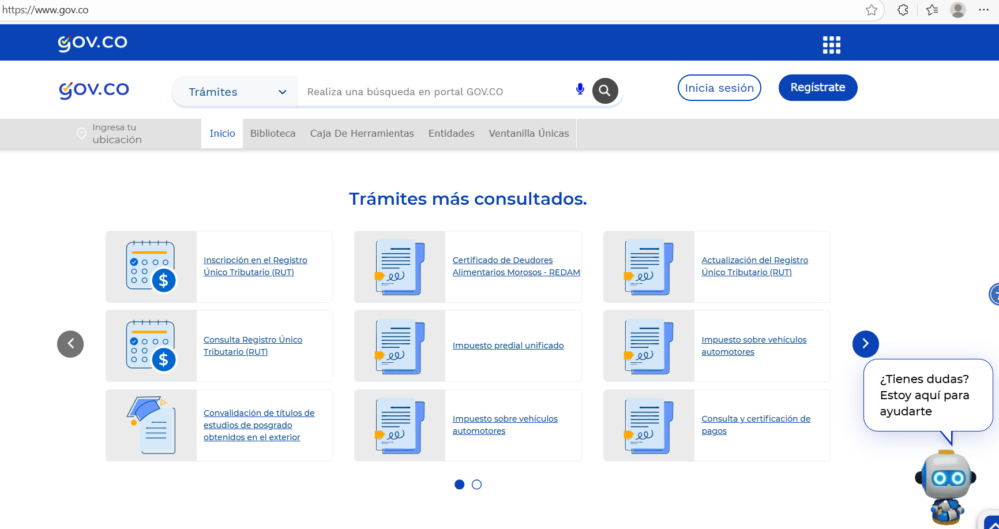 https://www.gov.co
GOV.CO
GOV.CO
Trámites
Realiza una búsqueda en portal GOV.CO
Inicia sesión
Regístrate
Ingresa tu
ubicación
Inicio
Biblioteca
Caja De Herramientas
Entidades
Ventanilla Únicas
Trámites más consultados.
Inscripción en el Registro
Único Tributario (RUT)
Certificado de Deudores
Alimentarios Morosos - REDAM
Actualización del Registro
Único Tributario (RUT)
Consulta Registro Único
Tributario (RUT)
Impuesto predial unificado
Impuesto sobre vehículos
automotores
Convalidación de títulos de
estudios de posgrado
obtenidos en el exterior
Impuesto sobre vehículos
automotores
Consulta y certificación de
pagos
¿Tienes dudas?
Estoy aquí para
ayudarte